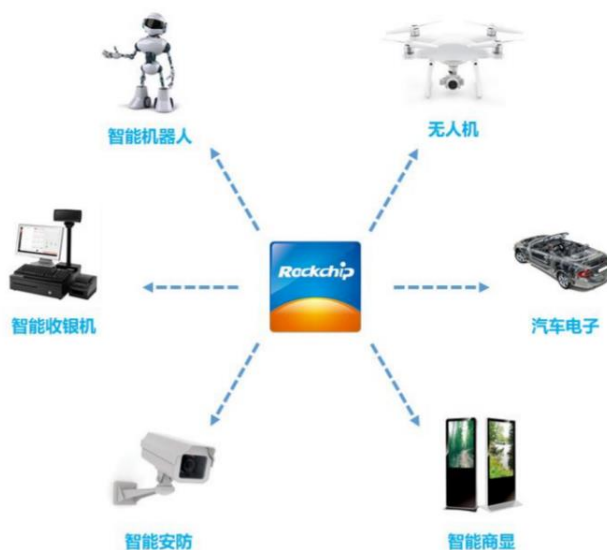 智能机器人
无人机
Rockchip
智能收银机
汽车电子
智能安防
智能商显